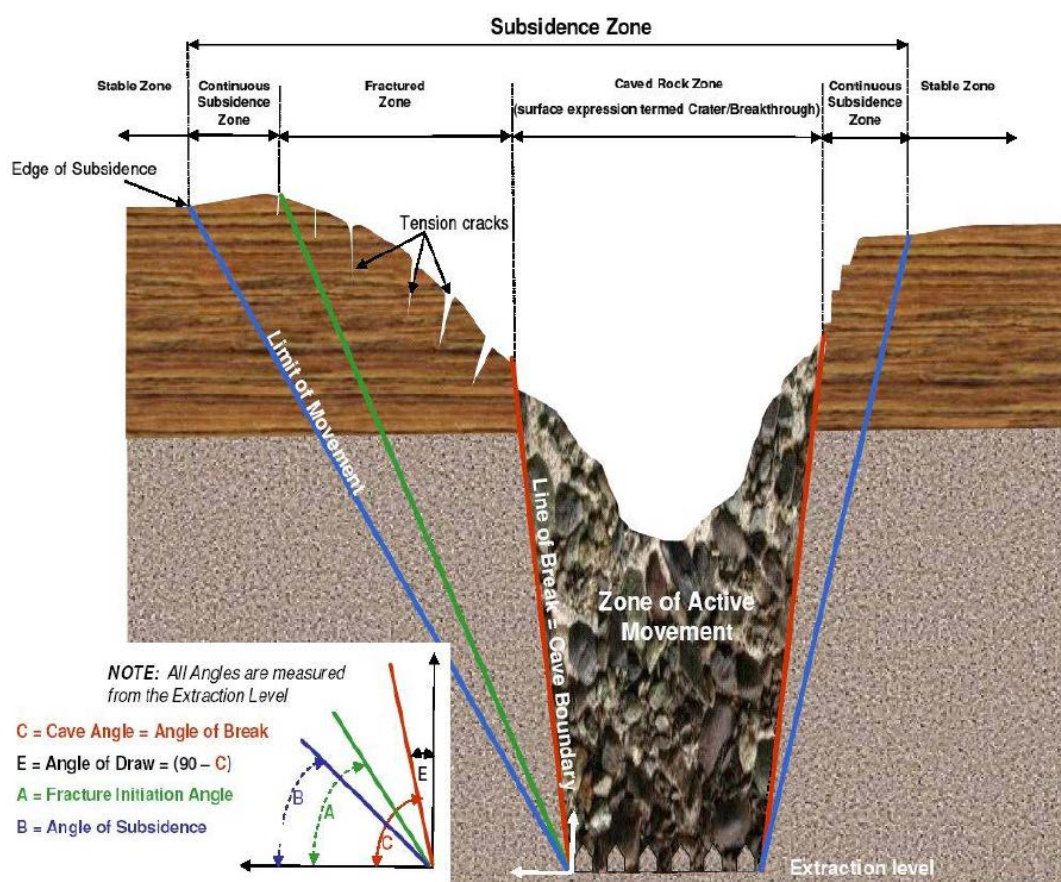 Subsidence Zone
Stable Zone
Continuous
Subsidence
Zone
Fractured
Zone
Caved Rock Zone
(surface expression termed Crater/Breakthrough)
Continuous
Subsidence
Zone
Stable Zone
Edge of Subsidence
Tension cracks
Limit of Movement
Line of Break = Cave Boundary
Zone of Active
Movement
NOTE: All Angles are measured
from the Extraction Level
C = Cave Angle = Angle of Break
E = Angle of Draw = (90 – C)
A = Fracture Initiation Angle
B = Angle of Subsidence
E
B
A
C
Extraction level